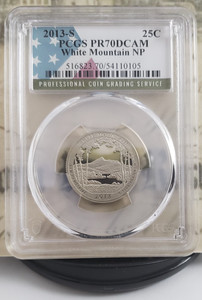 2013-S 25C
PCGS PR70DCAM
White Mountain NP
516823.70/54110105
PROFESSIONAL COIN GRADING SERVICE